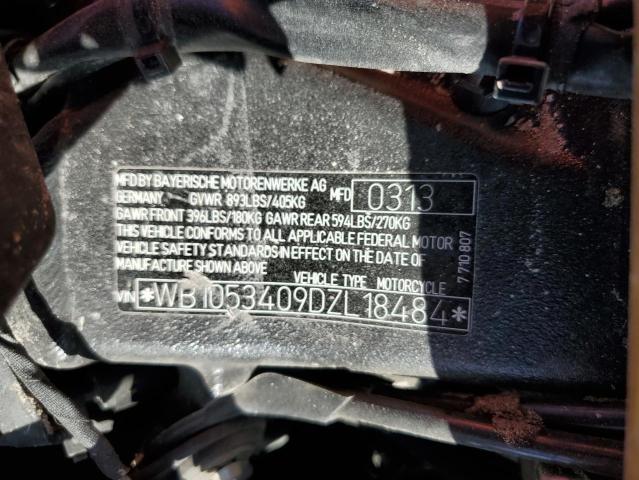 MFD BY BAYERISCHE MOTORENWERKE AG
GERMANY GVWR 893LBS/405KG MFD 0313
GAWR FRONT 396LBS/180KG GAWR REAR 594LBS/270KG
THIS VEHICLE CONFORMS TO ALL APPLICABLE FEDERAL MOTOR
VEHICLE SAFETY STANDARDS IN EFFECT ON THE DATE OF
MANUFACTURE SHOWN ABOVE.
VEHICLE TYPE MOTORCYCLE
VIN *WB1053409DZL18484*
7 710 807